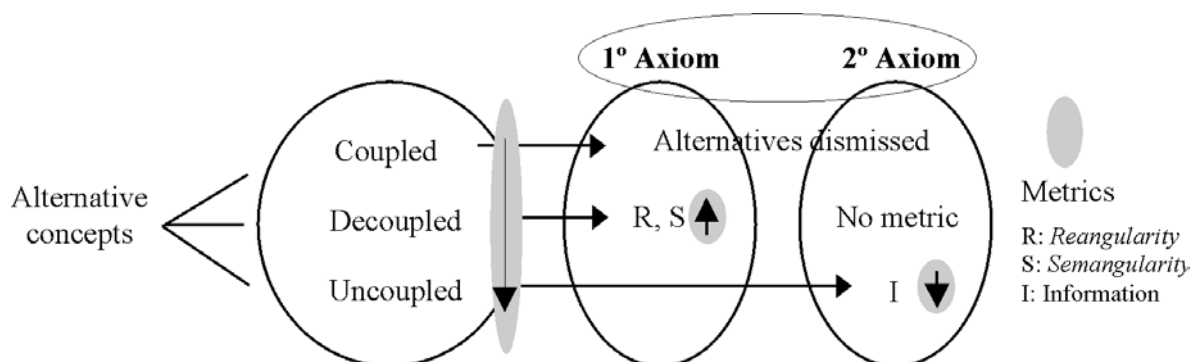 1º Axiom 2º Axiom
Coupled Alternatives dismissed
Alternative
concepts
Decoupled R, S No metric
Uncoupled I
Metrics
R: Reangularity
S: Semangularity
I: Information